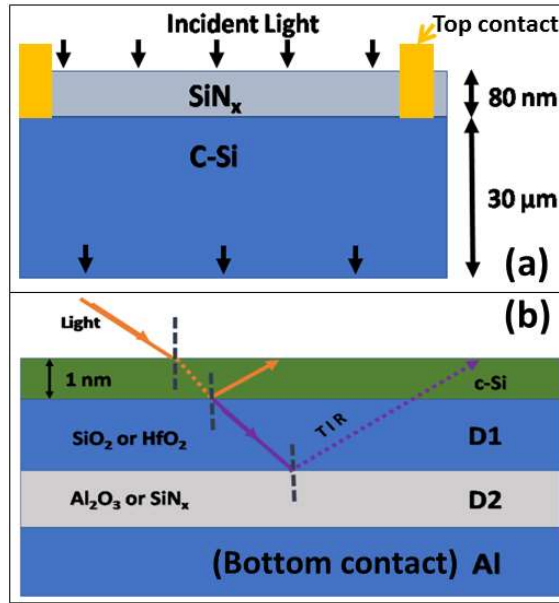 Incident Light
Top contact
SiNₓ
80 nm
C-Si
30 µm
(a)
(b)
Light
1 nm
c-Si
SiO₂ or HfO₂
TIR
D1
Al₂O₃ or SiNₓ
D2
(Bottom contact) Al